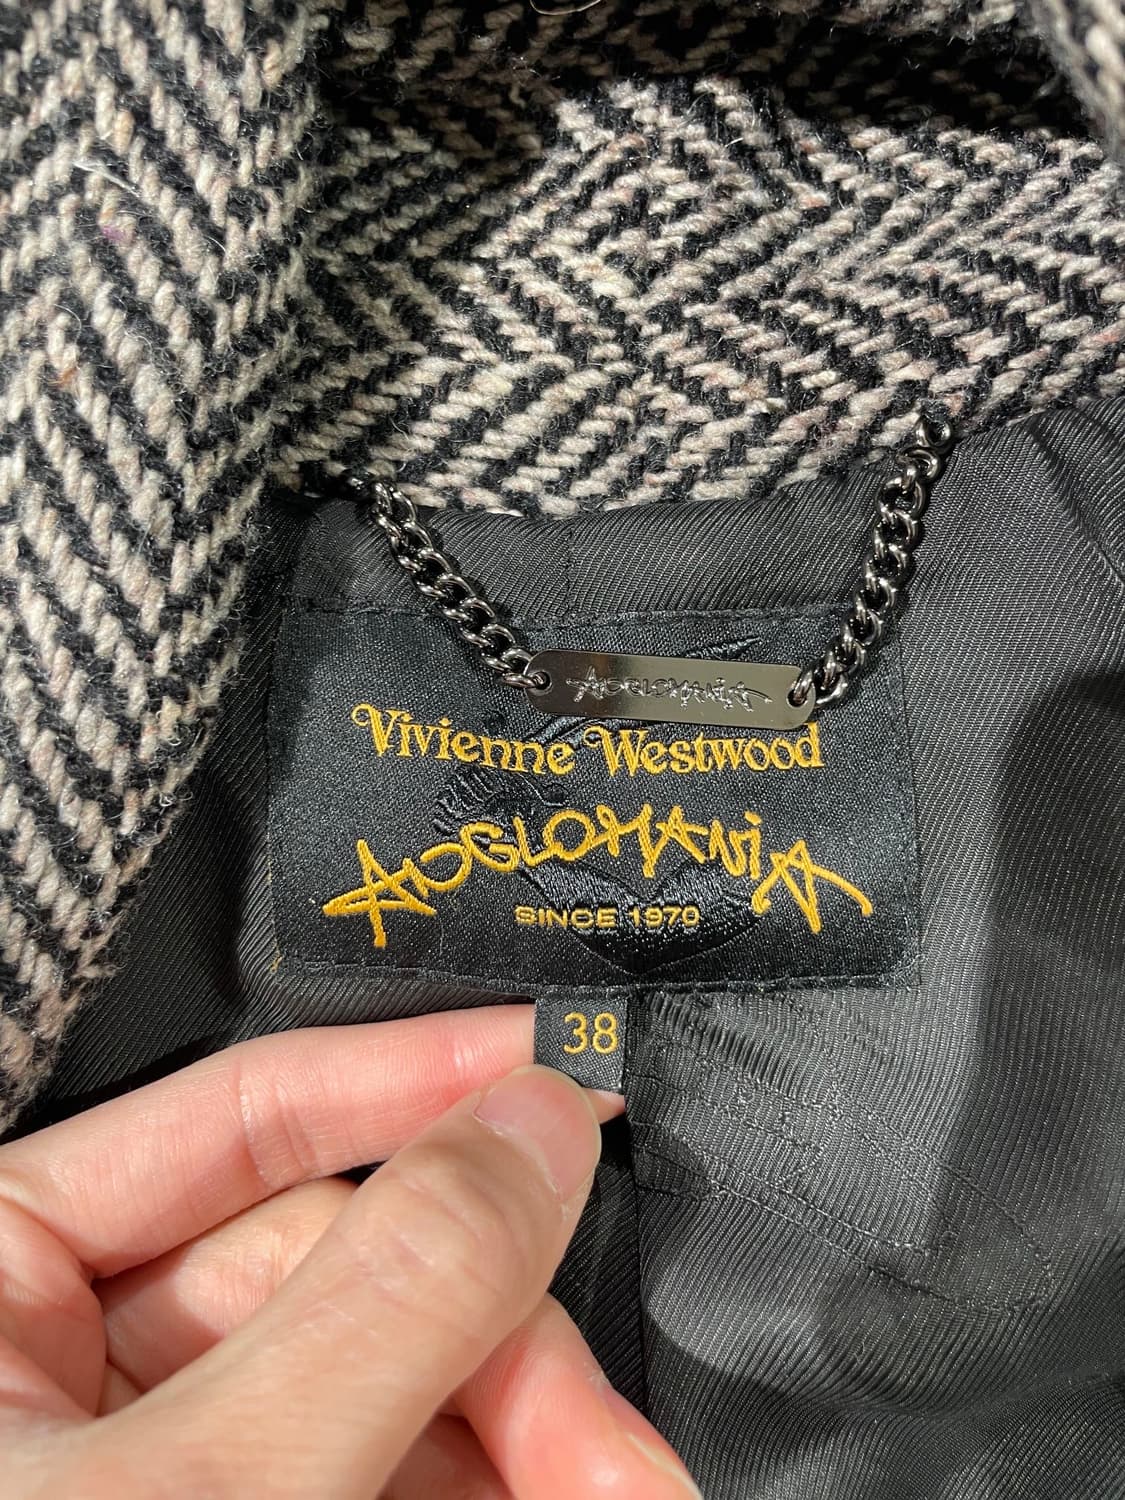 ANGLOMANIA
Vivienne Westwood
ANGLOMANIA
SINCE 1970
38